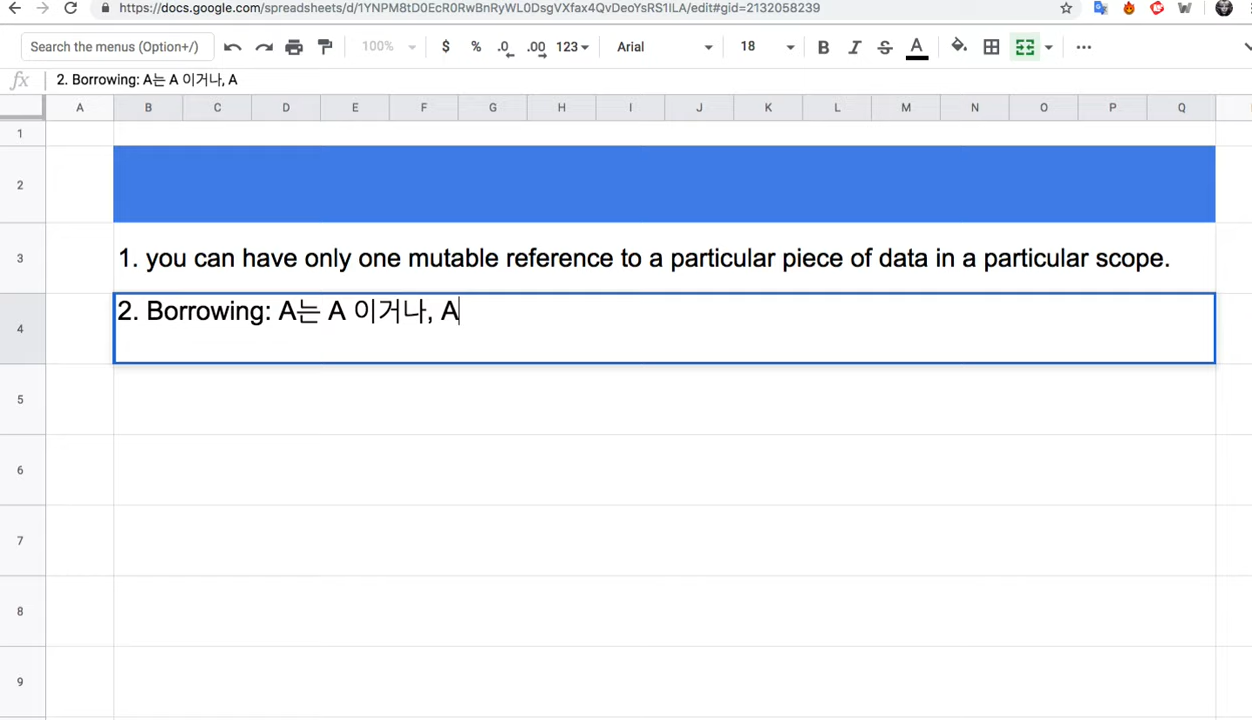 https://docs.google.com/spreadsheets/d/1YNPM8tD0EcR0RwBnRyWL0DsgVXfax4QvDeoYsRS1ILA/edit#gid=2132058239
Search the menus (Option+/) 100% $ % .0 .00 123 Arial 18 B I S A
fx 2. Borrowing: A는 A 이거나, A
A B C D E F G H I J K L M N O P Q
1
2
3 1. you can have only one mutable reference to a particular piece of data in a particular scope.
4 2. Borrowing: A는 A 이거나, A
5
6
7
8
9